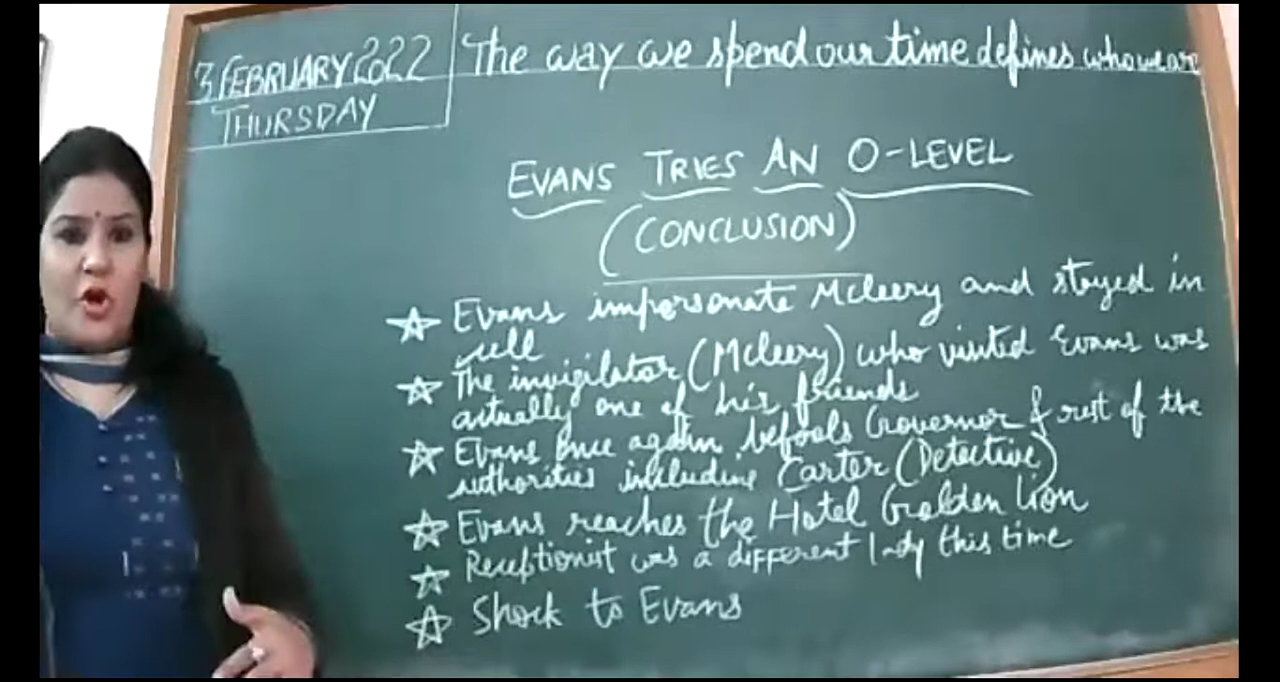 3 FEBRUARY 2022
THURSDAY
The way we spend our time defines who we are
EVANS TRIES AN O-LEVEL
(CONCLUSION)
☆ Evans impersonate Mcleery and stayed in
cell
☆ The invigilator (Mcleery) who visited Evans was
actually one of his friends
☆ Evans once again befools Governor & rest of the
authorities including Carter (Detective)
☆ Evans reaches the Hotel Golden Lion
☆ Receptionist was a different lady this time
☆ Shock to Evans